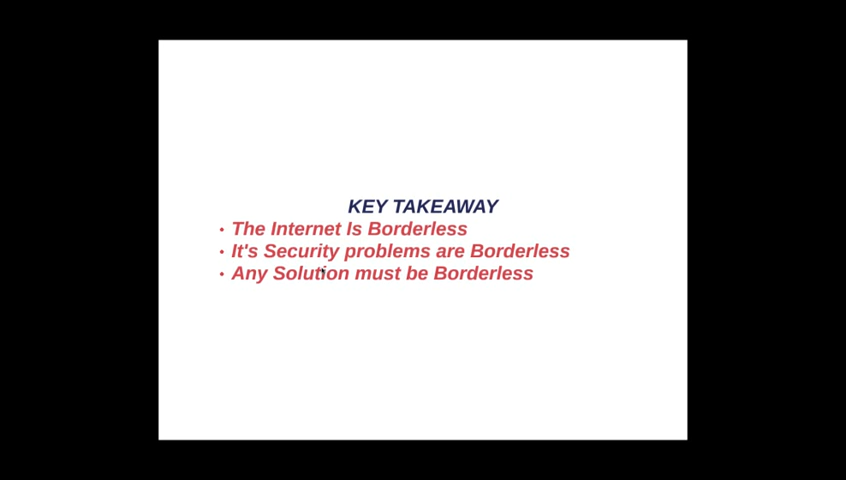 KEY TAKEAWAY
• The Internet Is Borderless
• It's Security problems are Borderless
• Any Solution must be Borderless